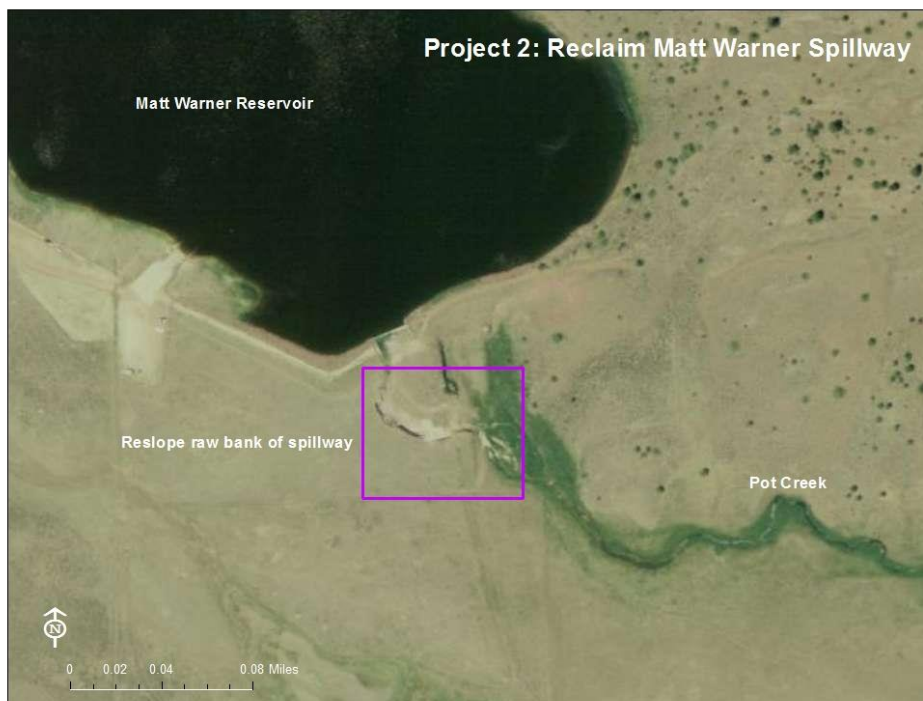 Project 2: Reclaim Matt Warner Spillway
Matt Warner Reservoir
Reslope raw bank of spillway
Pot Creek
N
0 0.02 0.04 0.08 Miles